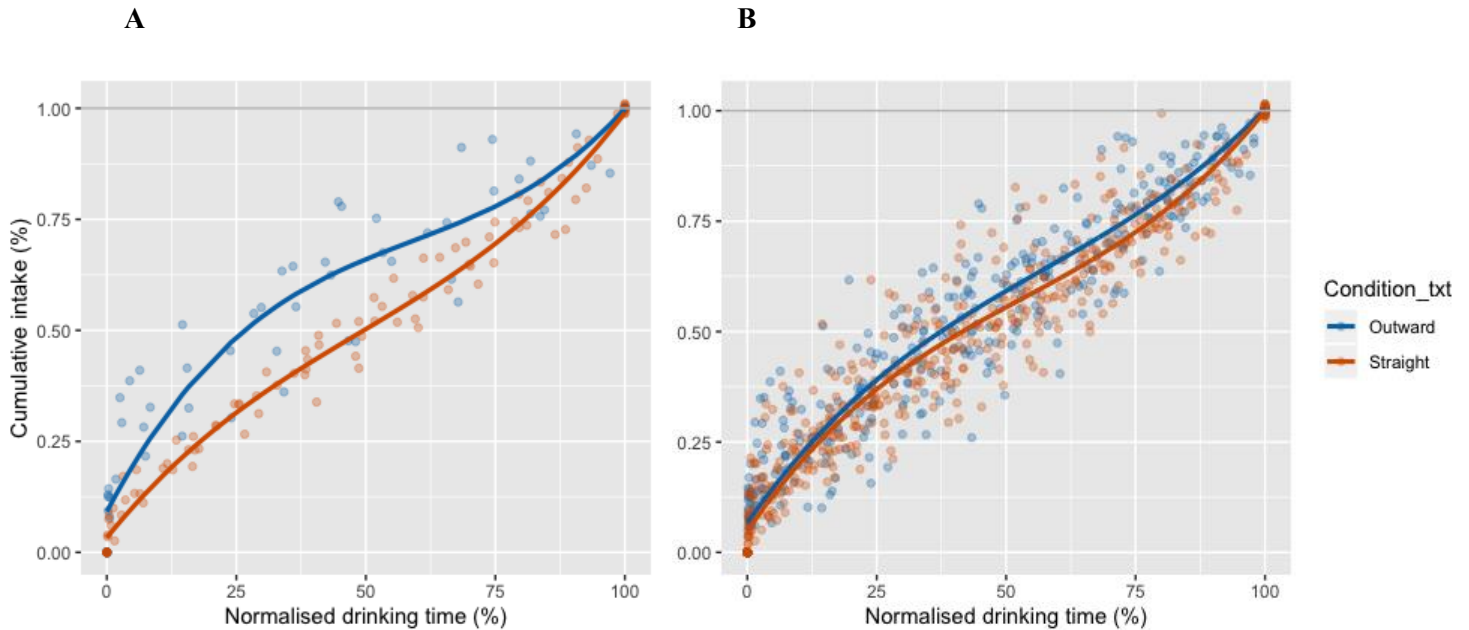 A
B
Cumulative intake (%)
1.00
0.75
0.50
0.25
0.00
0 25 50 75 100
Normalised drinking time (%)
1.00
0.75
0.50
0.25
0.00
0 25 50 75 100
Normalised drinking time (%)
Condition_txt
Outward
Straight